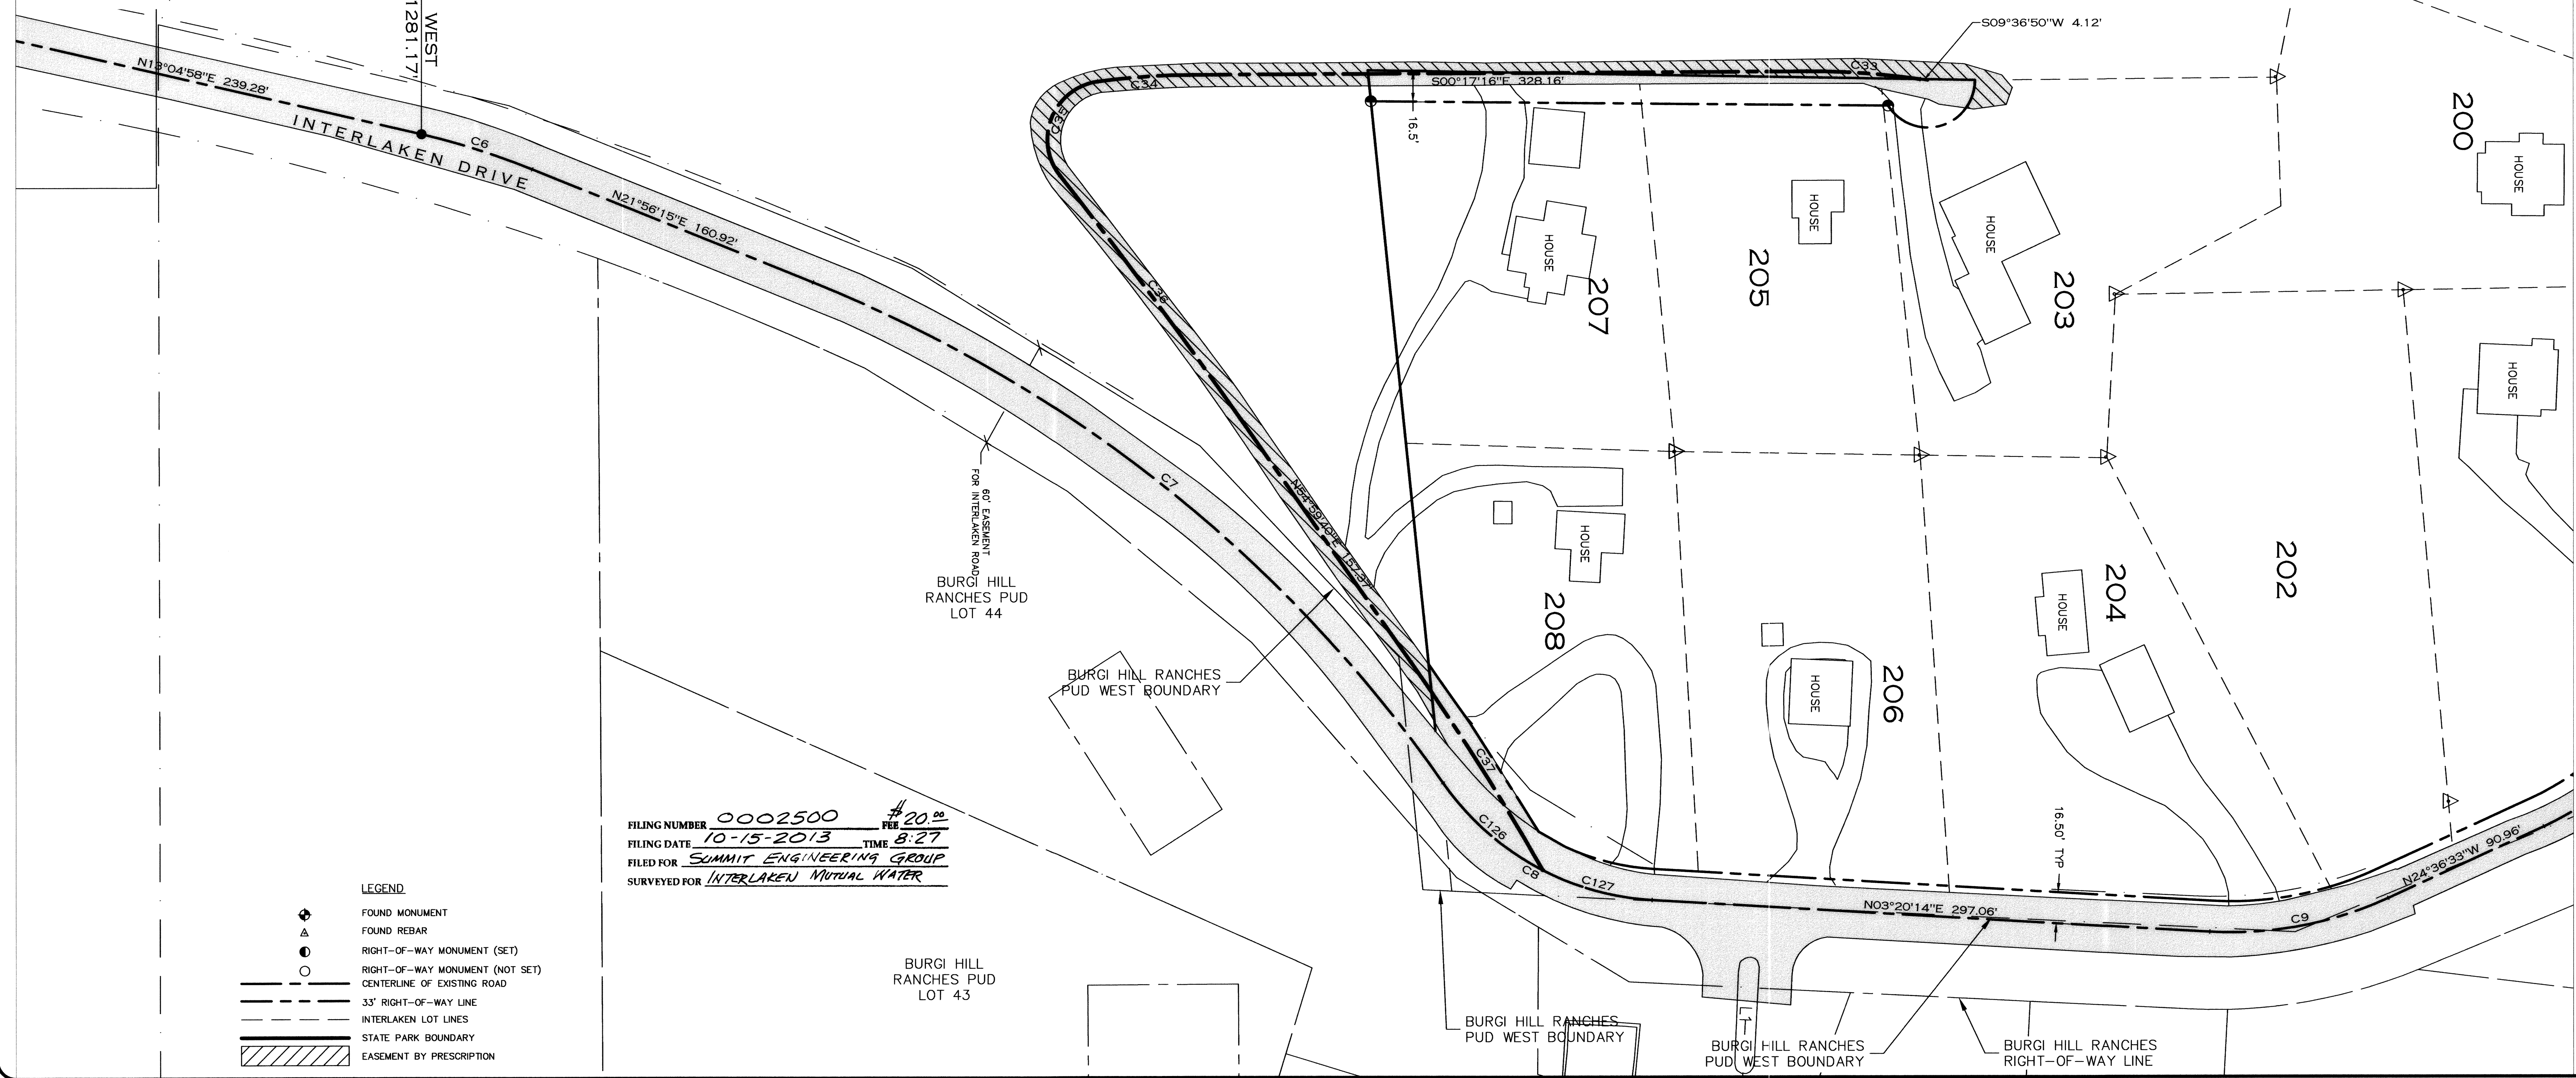 WEST
1281.17'
N13°04'58"E 239.28'
INTERLAKEN DRIVE
C6
N21°56'15"E 160.92'
C7
60' EASEMENT
FOR INTERLAKEN ROAD
BURGI HILL
RANCHES PUD
LOT 44
BURGI HILL RANCHES
PUD WEST BOUNDARY
C34
C35
C36
N54°59'40"E 157.37'
C37
S00°17'16"E 328.16'
16.5'
C33
S09°36'50"W 4.12'
200
HOUSE
HOUSE
207
205
HOUSE
HOUSE
203
HOUSE
HOUSE
208
HOUSE
206
HOUSE
204
202
16.50' TYP
C126
C8
C127
N03°20'14"E 297.06'
C9
N24°36'33"W 90.96'
L1
BURGI HILL RANCHES
PUD WEST BOUNDARY
BURGI HILL RANCHES
PUD WEST BOUNDARY
BURGI HILL RANCHES
RIGHT-OF-WAY LINE
BURGI HILL
RANCHES PUD
LOT 43
FILING NUMBER 0002500 FEE $20.00
FILING DATE 10-15-2013 TIME 8:27
FILED FOR SUMMIT ENGINEERING GROUP
SURVEYED FOR INTERLAKEN MUTUAL WATER
LEGEND
FOUND MONUMENT
FOUND REBAR
RIGHT-OF-WAY MONUMENT (SET)
RIGHT-OF-WAY MONUMENT (NOT SET)
CENTERLINE OF EXISTING ROAD
33' RIGHT-OF-WAY LINE
INTERLAKEN LOT LINES
STATE PARK BOUNDARY
EASEMENT BY PRESCRIPTION